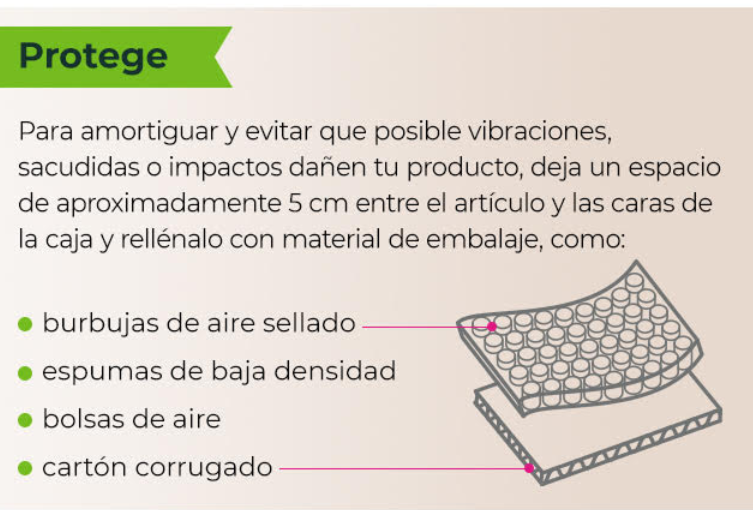 Protege
Para amortiguar y evitar que posible vibraciones,
sacudidas o impactos dañen tu producto, deja un espacio
de aproximadamente 5 cm entre el artículo y las caras de
la caja y rellénalo con material de embalaje, como:
burbujas de aire sellado
espumas de baja densidad
bolsas de aire
cartón corrugado